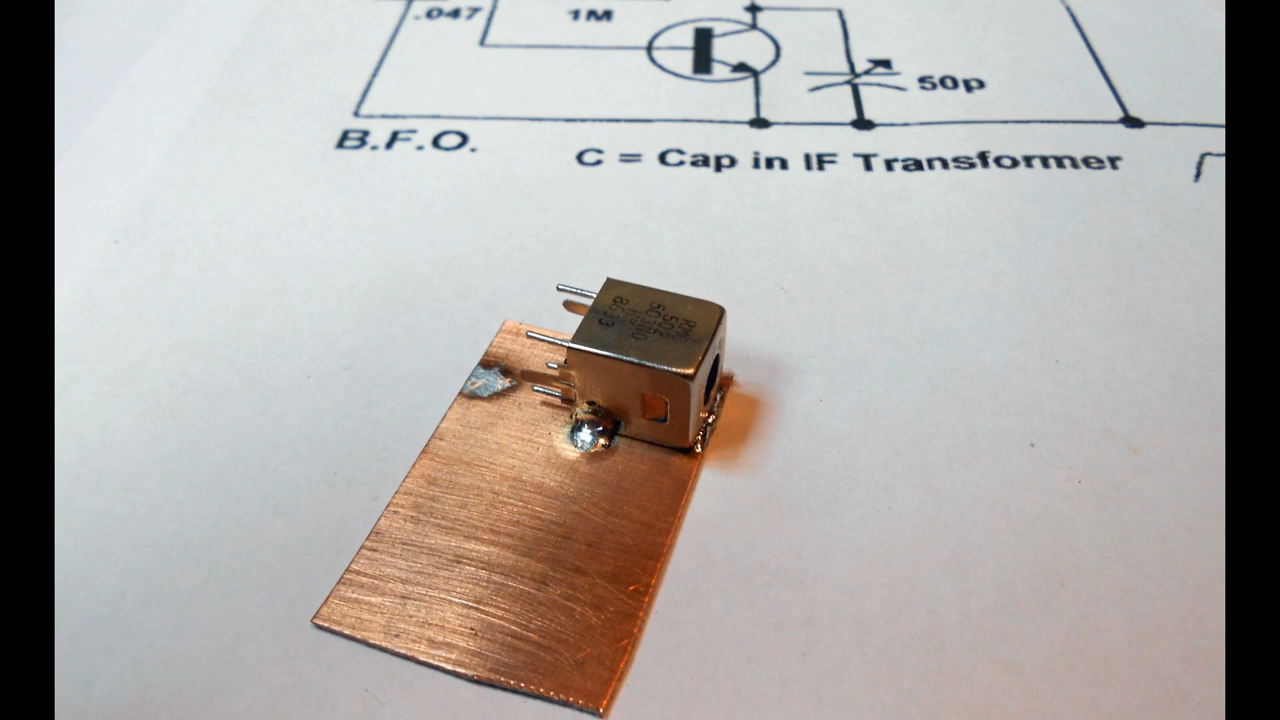 .047
1M
50p
B.F.O.
C = Cap in IF Transformer